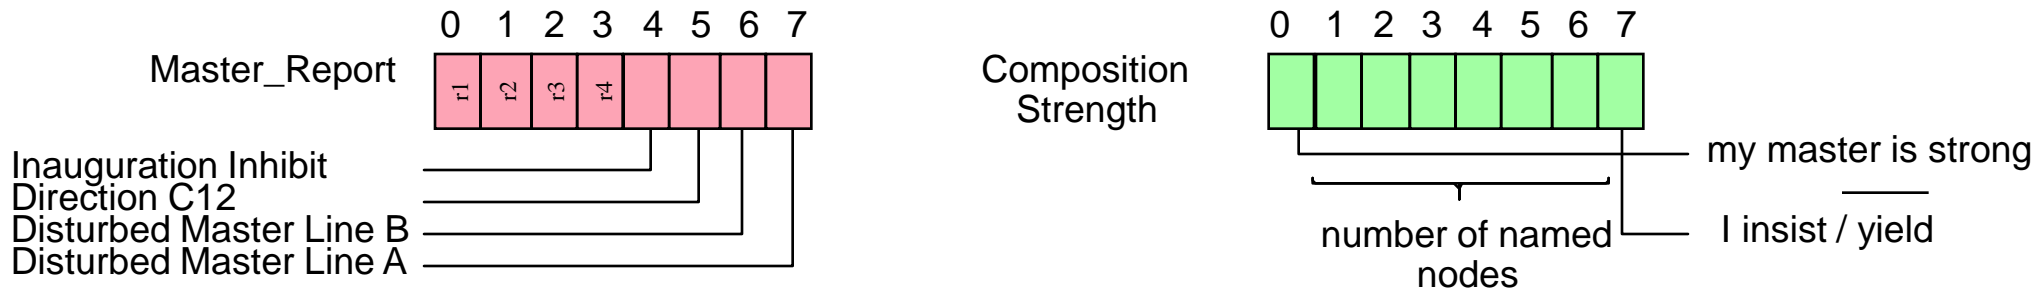 0 1 2 3 4 5 6 7
Master_Report
r1 r2 r3 r4
Inauguration Inhibit
Direction C12
Disturbed Master Line B
Disturbed Master Line A
0 1 2 3 4 5 6 7
Composition
Strength
my master is strong
number of named
nodes
I insist / yield